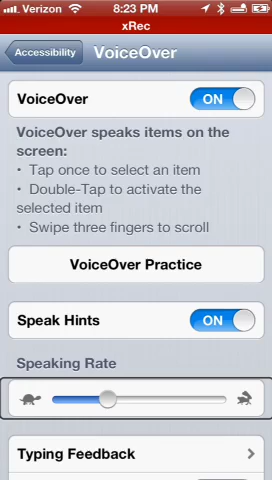 Verizon 8:23 PM
xRec
Accessibility VoiceOver
VoiceOver ON
VoiceOver speaks items on the
screen:
• Tap once to select an item
• Double-Tap to activate the
selected item
• Swipe three fingers to scroll
VoiceOver Practice
Speak Hints ON
Speaking Rate
Typing Feedback